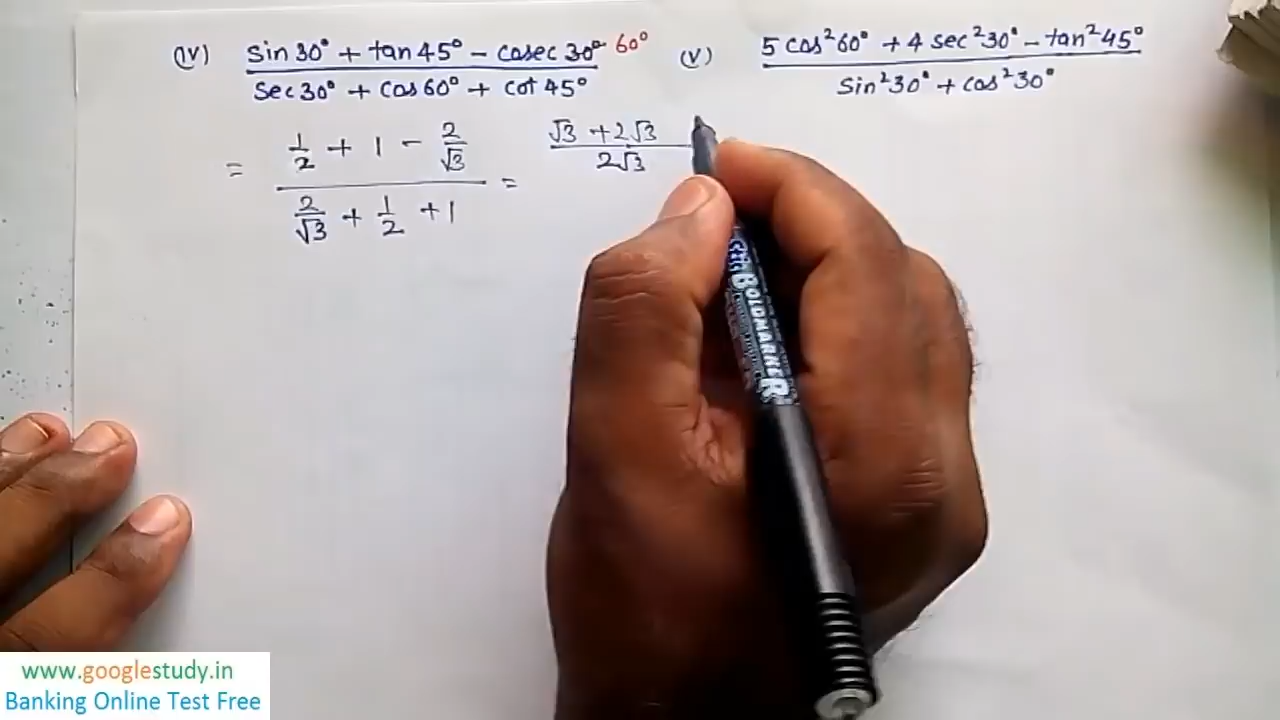 (iv) sin 30° + tan 45° − cosec 30° 60°
sec 30° + cos 60° + cot 45°
(v) 5 cos²60° + 4 sec²30° − tan²45°
sin²30° + cos²30°
= 1/2 + 1 − 2/√3
2/√3 + 1/2 + 1
= √3 + 2√3
2√3
BOLDMARKER
www.googlestudy.in
Banking Online Test Free